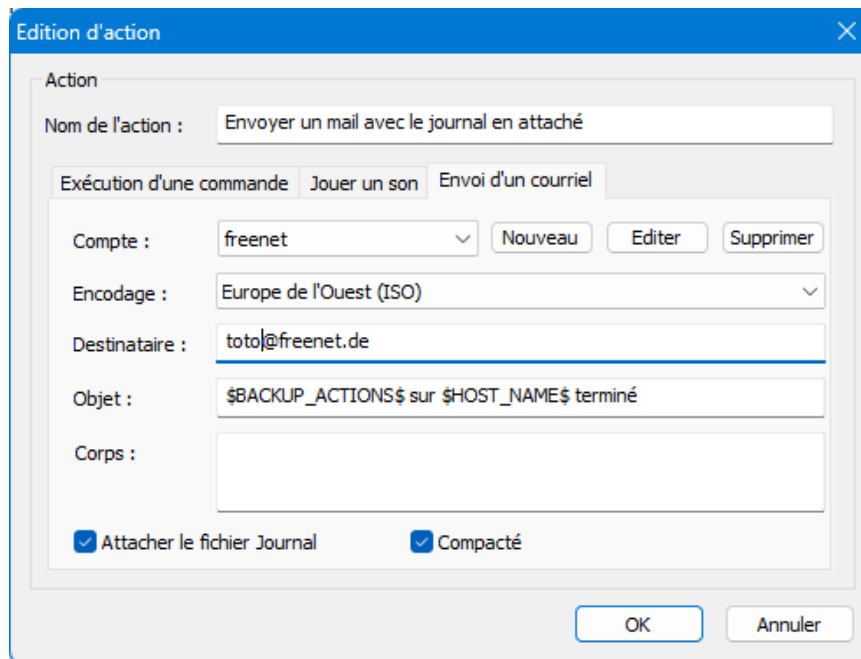 Edition d'action
Action
Nom de l'action : Envoyer un mail avec le journal en attaché
Exécution d'une commande Jouer un son Envoi d'un courriel
Compte : freenet Nouveau Editer Supprimer
Encodage : Europe de l'Ouest (ISO)
Destinataire : toto@freenet.de
Objet : $BACKUP_ACTIONS$ sur $HOST_NAME$ terminé
Corps :
Attacher le fichier Journal Compacté
OK Annuler